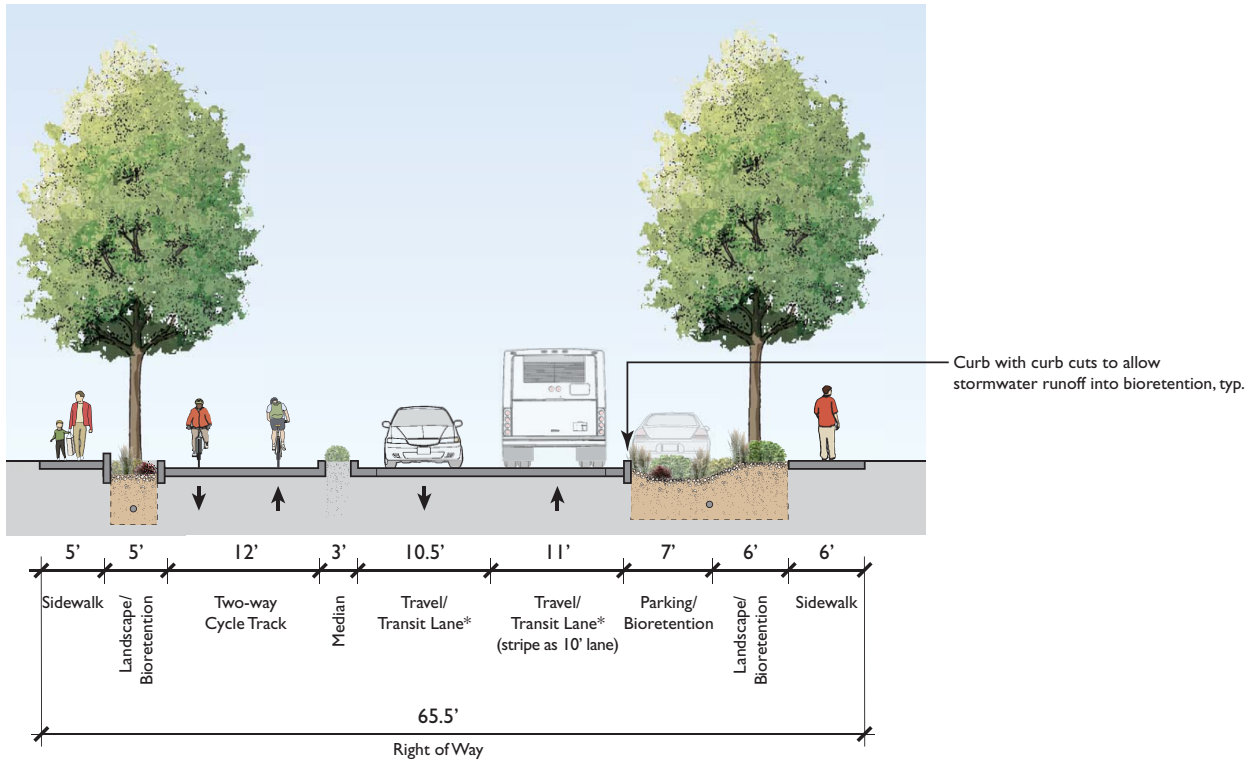 Curb with curb cuts to allow
stormwater runoff into bioretention, typ.
5’
5’
12’
3’
10.5’
11’
7’
6’
6’
Sidewalk
Landscape/
Bioretention
Two-way
Cycle Track
Median
Travel/
Transit Lane*
Travel/
Transit Lane*
(stripe as 10’ lane)
Parking/
Bioretention
Landscape/
Bioretention
Sidewalk
65.5’
Right of Way